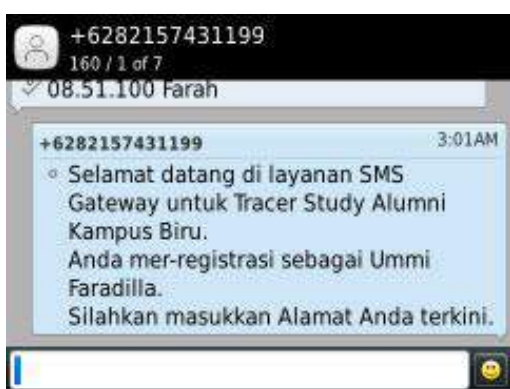 +6282157431199
160 / 1 of 7
08.51.100 Farah
+6282157431199 3:01AM
Selamat datang di layanan SMS
Gateway untuk Tracer Study Alumni
Kampus Biru.
Anda mer-registrasi sebagai Ummi
Faradilla.
Silahkan masukkan Alamat Anda terkini.